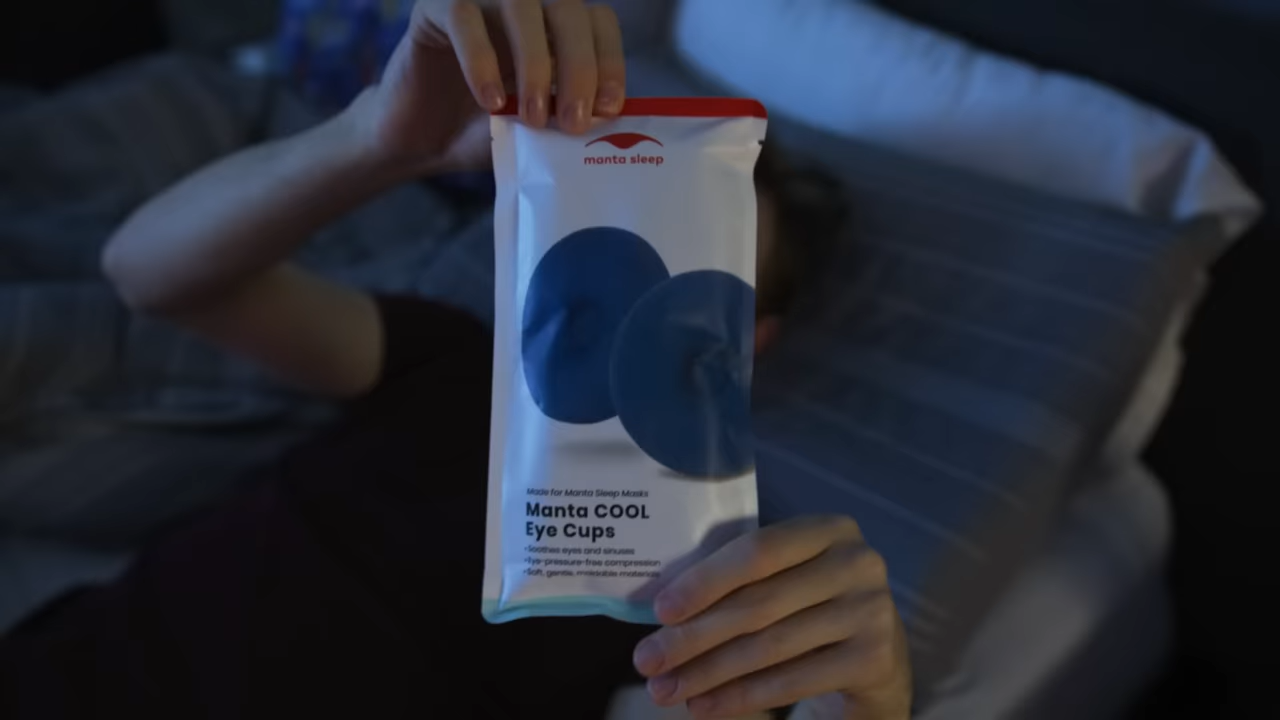 manta sleep
Made for Manta Sleep Masks
Manta COOL
Eye Cups
•Soothes eyes and sinuses
•Eye-pressure-free compression
•Soft, gentle, moldable materials